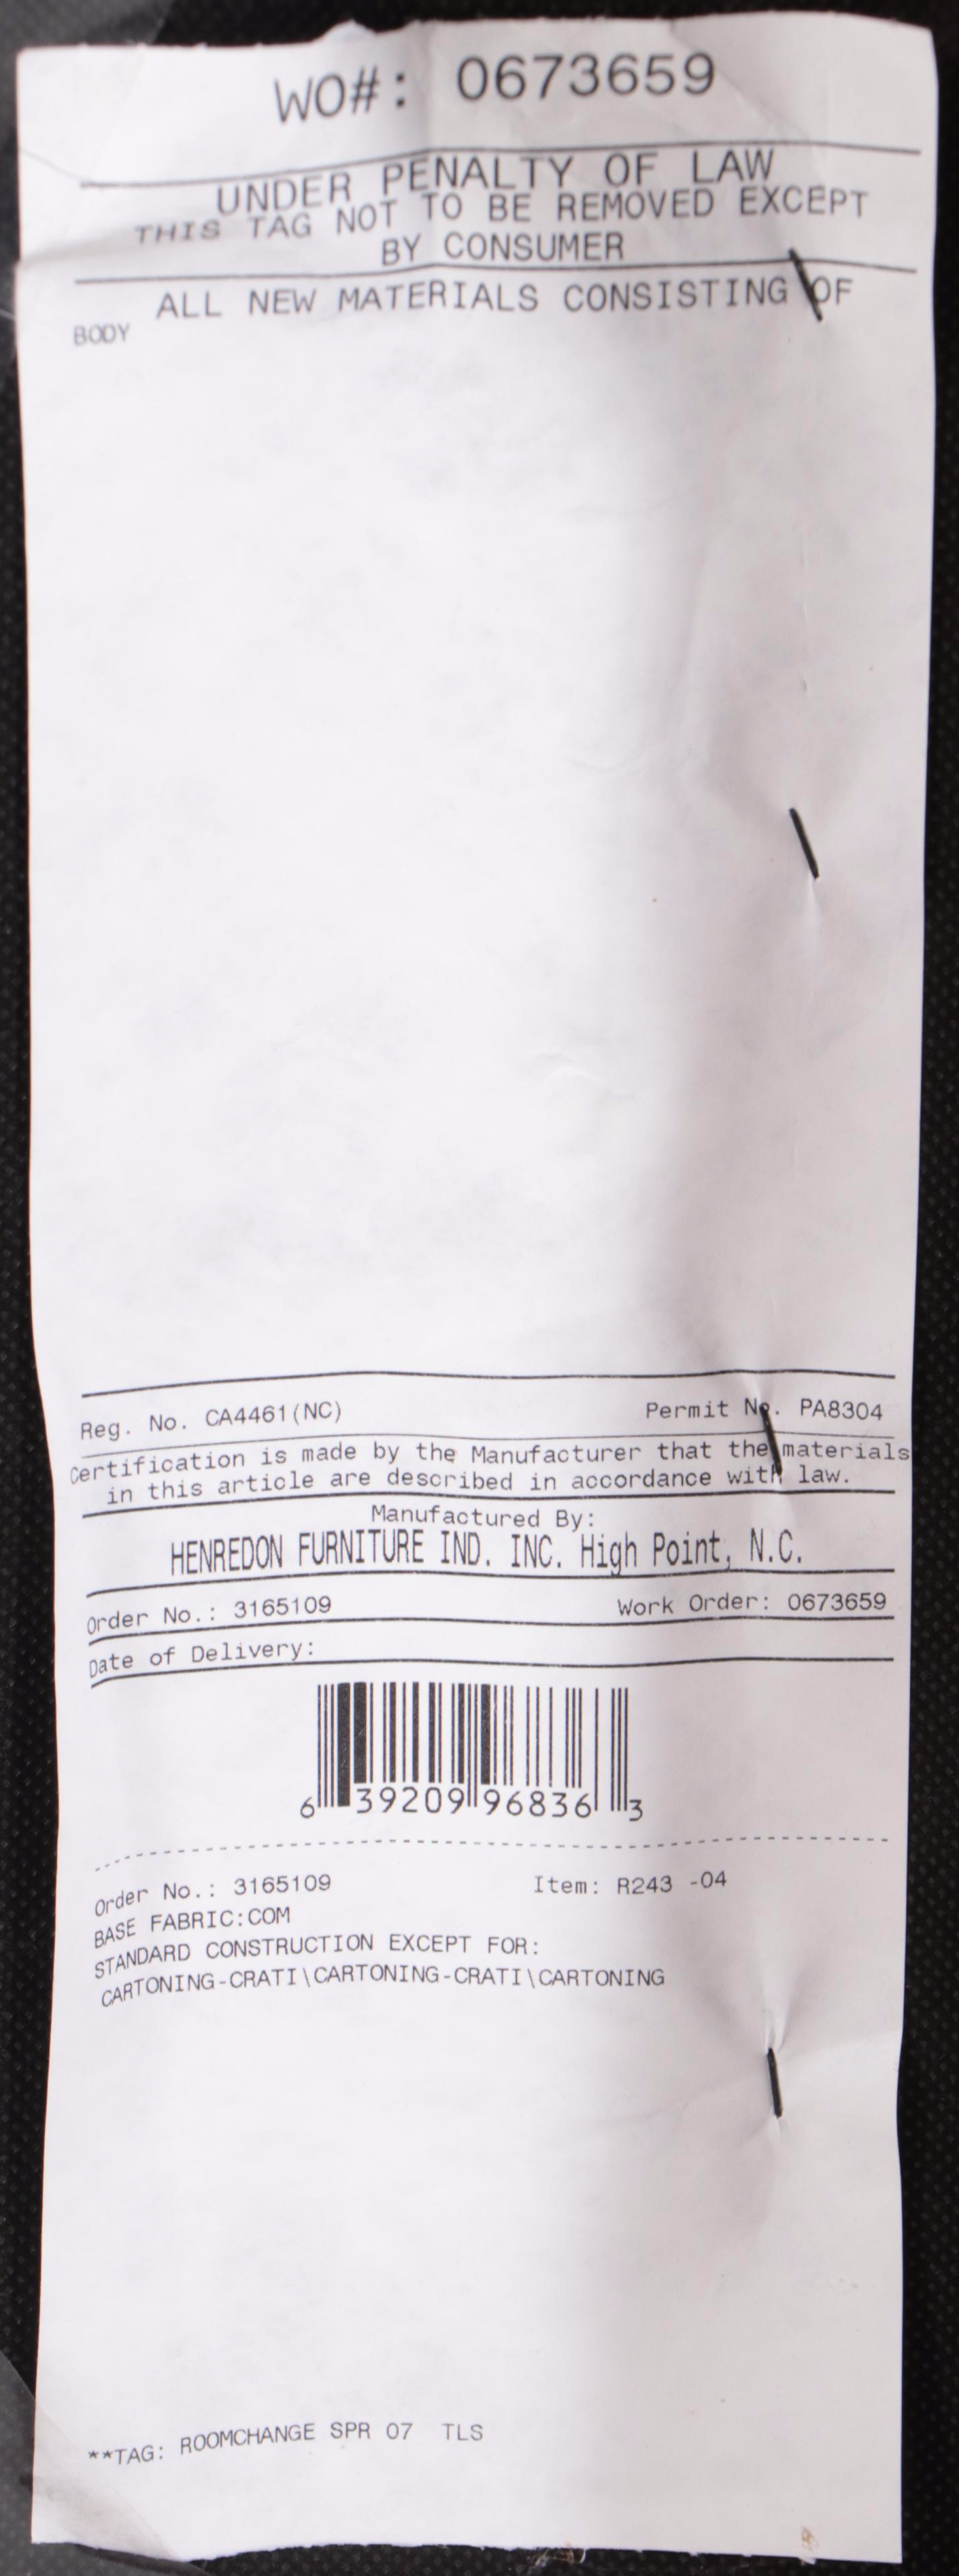 WO#: 0673659
UNDER PENALTY OF LAW
THIS TAG NOT TO BE REMOVED EXCEPT
BY CONSUMER
ALL NEW MATERIALS CONSISTING OF
BODY
Reg. No. CA4461(NC) Permit No. PA8304
Certification is made by the Manufacturer that the materials
in this article are described in accordance with law.
Manufactured By:
HENREDON FURNITURE IND. INC. High Point, N.C.
Order No.: 3165109 Work Order: 0673659
Date of Delivery:
6 39209 96836 3
Order No.: 3165109 Item: R243 -04
BASE FABRIC:COM
STANDARD CONSTRUCTION EXCEPT FOR:
CARTONING-CRATI\CARTONING-CRATI\CARTONING
**TAG: ROOMCHANGE SPR 07 TLS